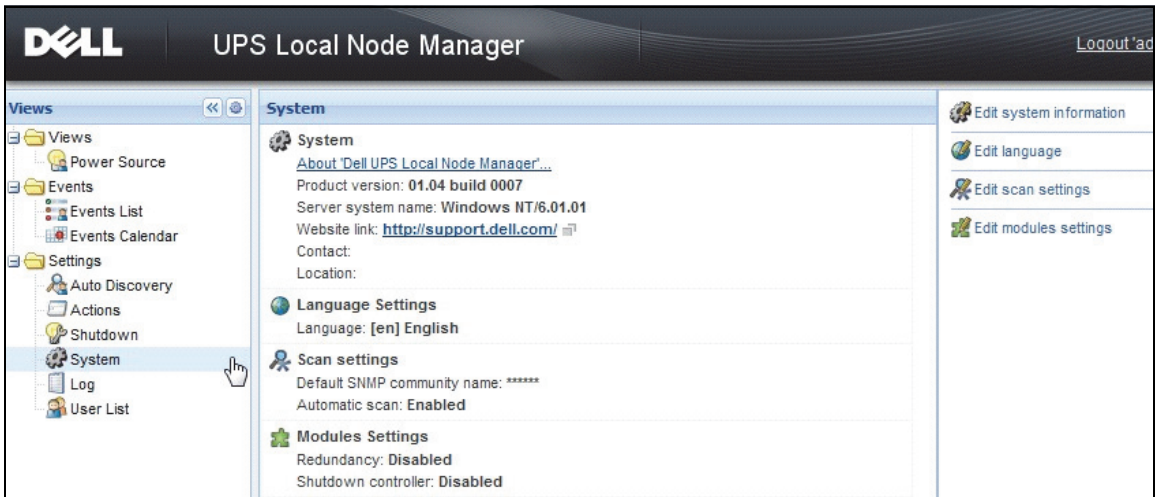 DELL
UPS Local Node Manager
Logout 'ad
Views
System
Views
Power Source
Events
Events List
Events Calendar
Settings
Auto Discovery
Actions
Shutdown
System
Log
User List
System
About 'Dell UPS Local Node Manager'...
Product version: 01.04 build 0007
Server system name: Windows NT/6.01.01
Website link: http://support.dell.com/
Contact:
Location:
Language Settings
Language: [en] English
Scan settings
Default SNMP community name: ******
Automatic scan: Enabled
Modules Settings
Redundancy: Disabled
Shutdown controller: Disabled
Edit system information
Edit language
Edit scan settings
Edit modules settings